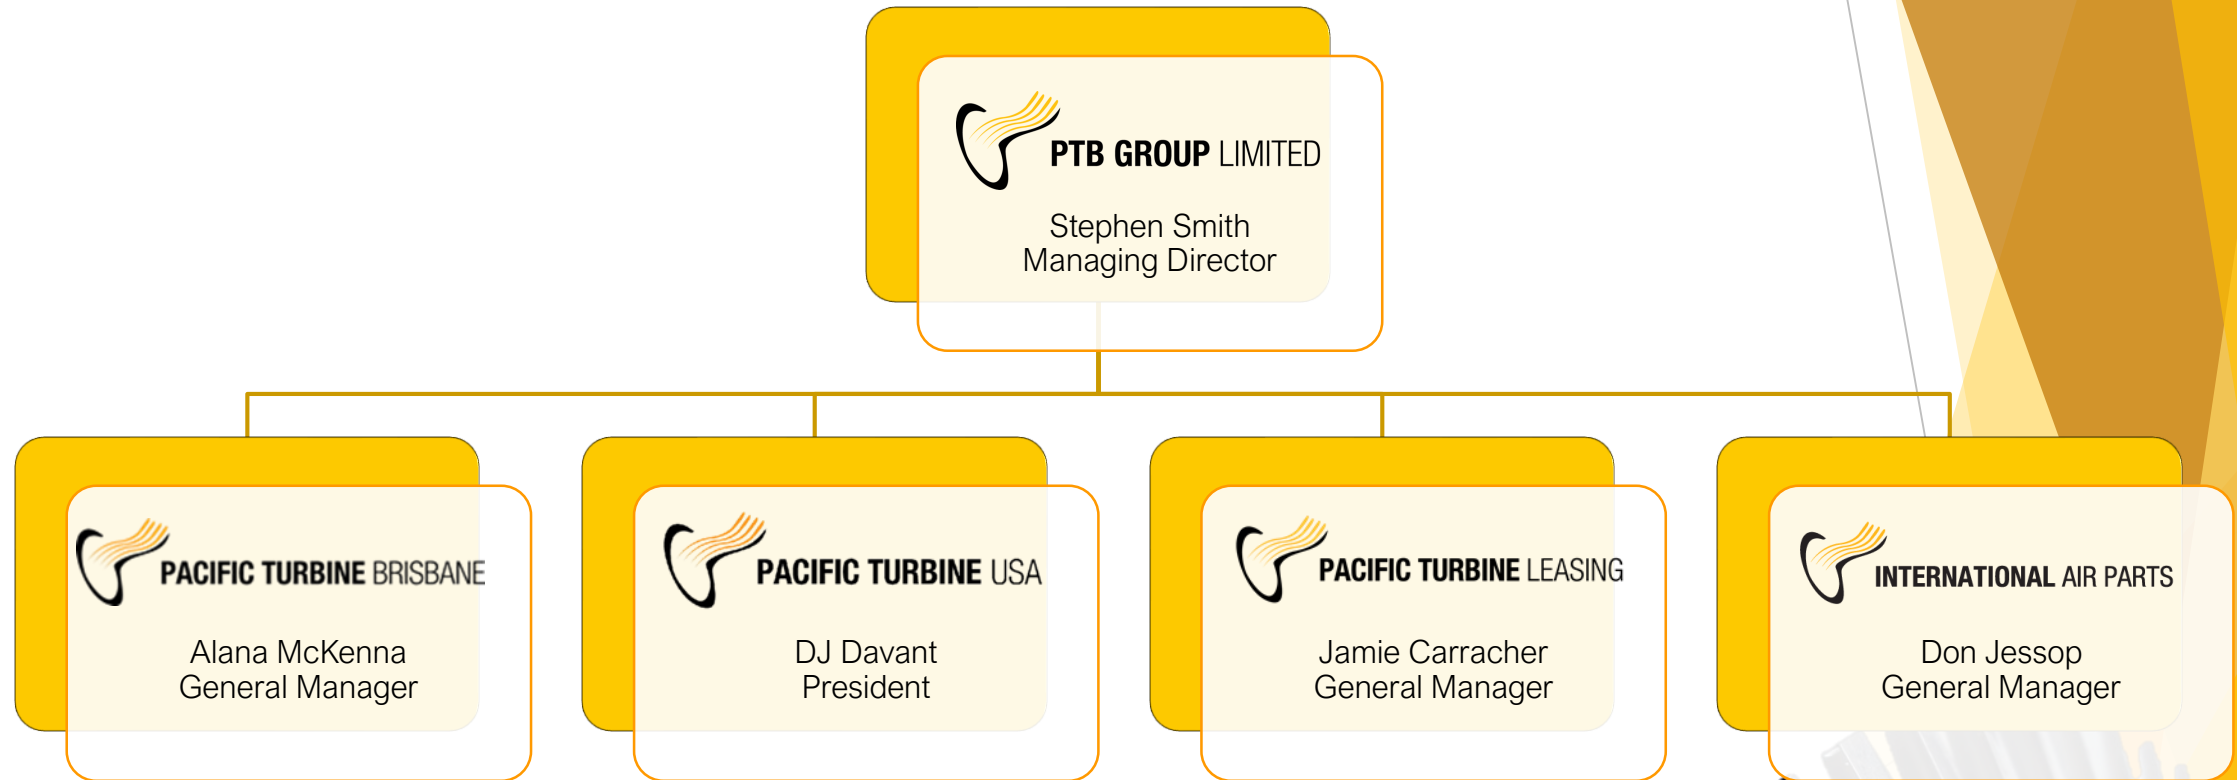 PTB GROUP LIMITED
Stephen Smith
Managing Director
PACIFIC TURBINE BRISBANE
Alana McKenna
General Manager
PACIFIC TURBINE USA
DJ Davant
President
PACIFIC TURBINE LEASING
Jamie Carracher
General Manager
INTERNATIONAL AIR PARTS
Don Jessop
General Manager